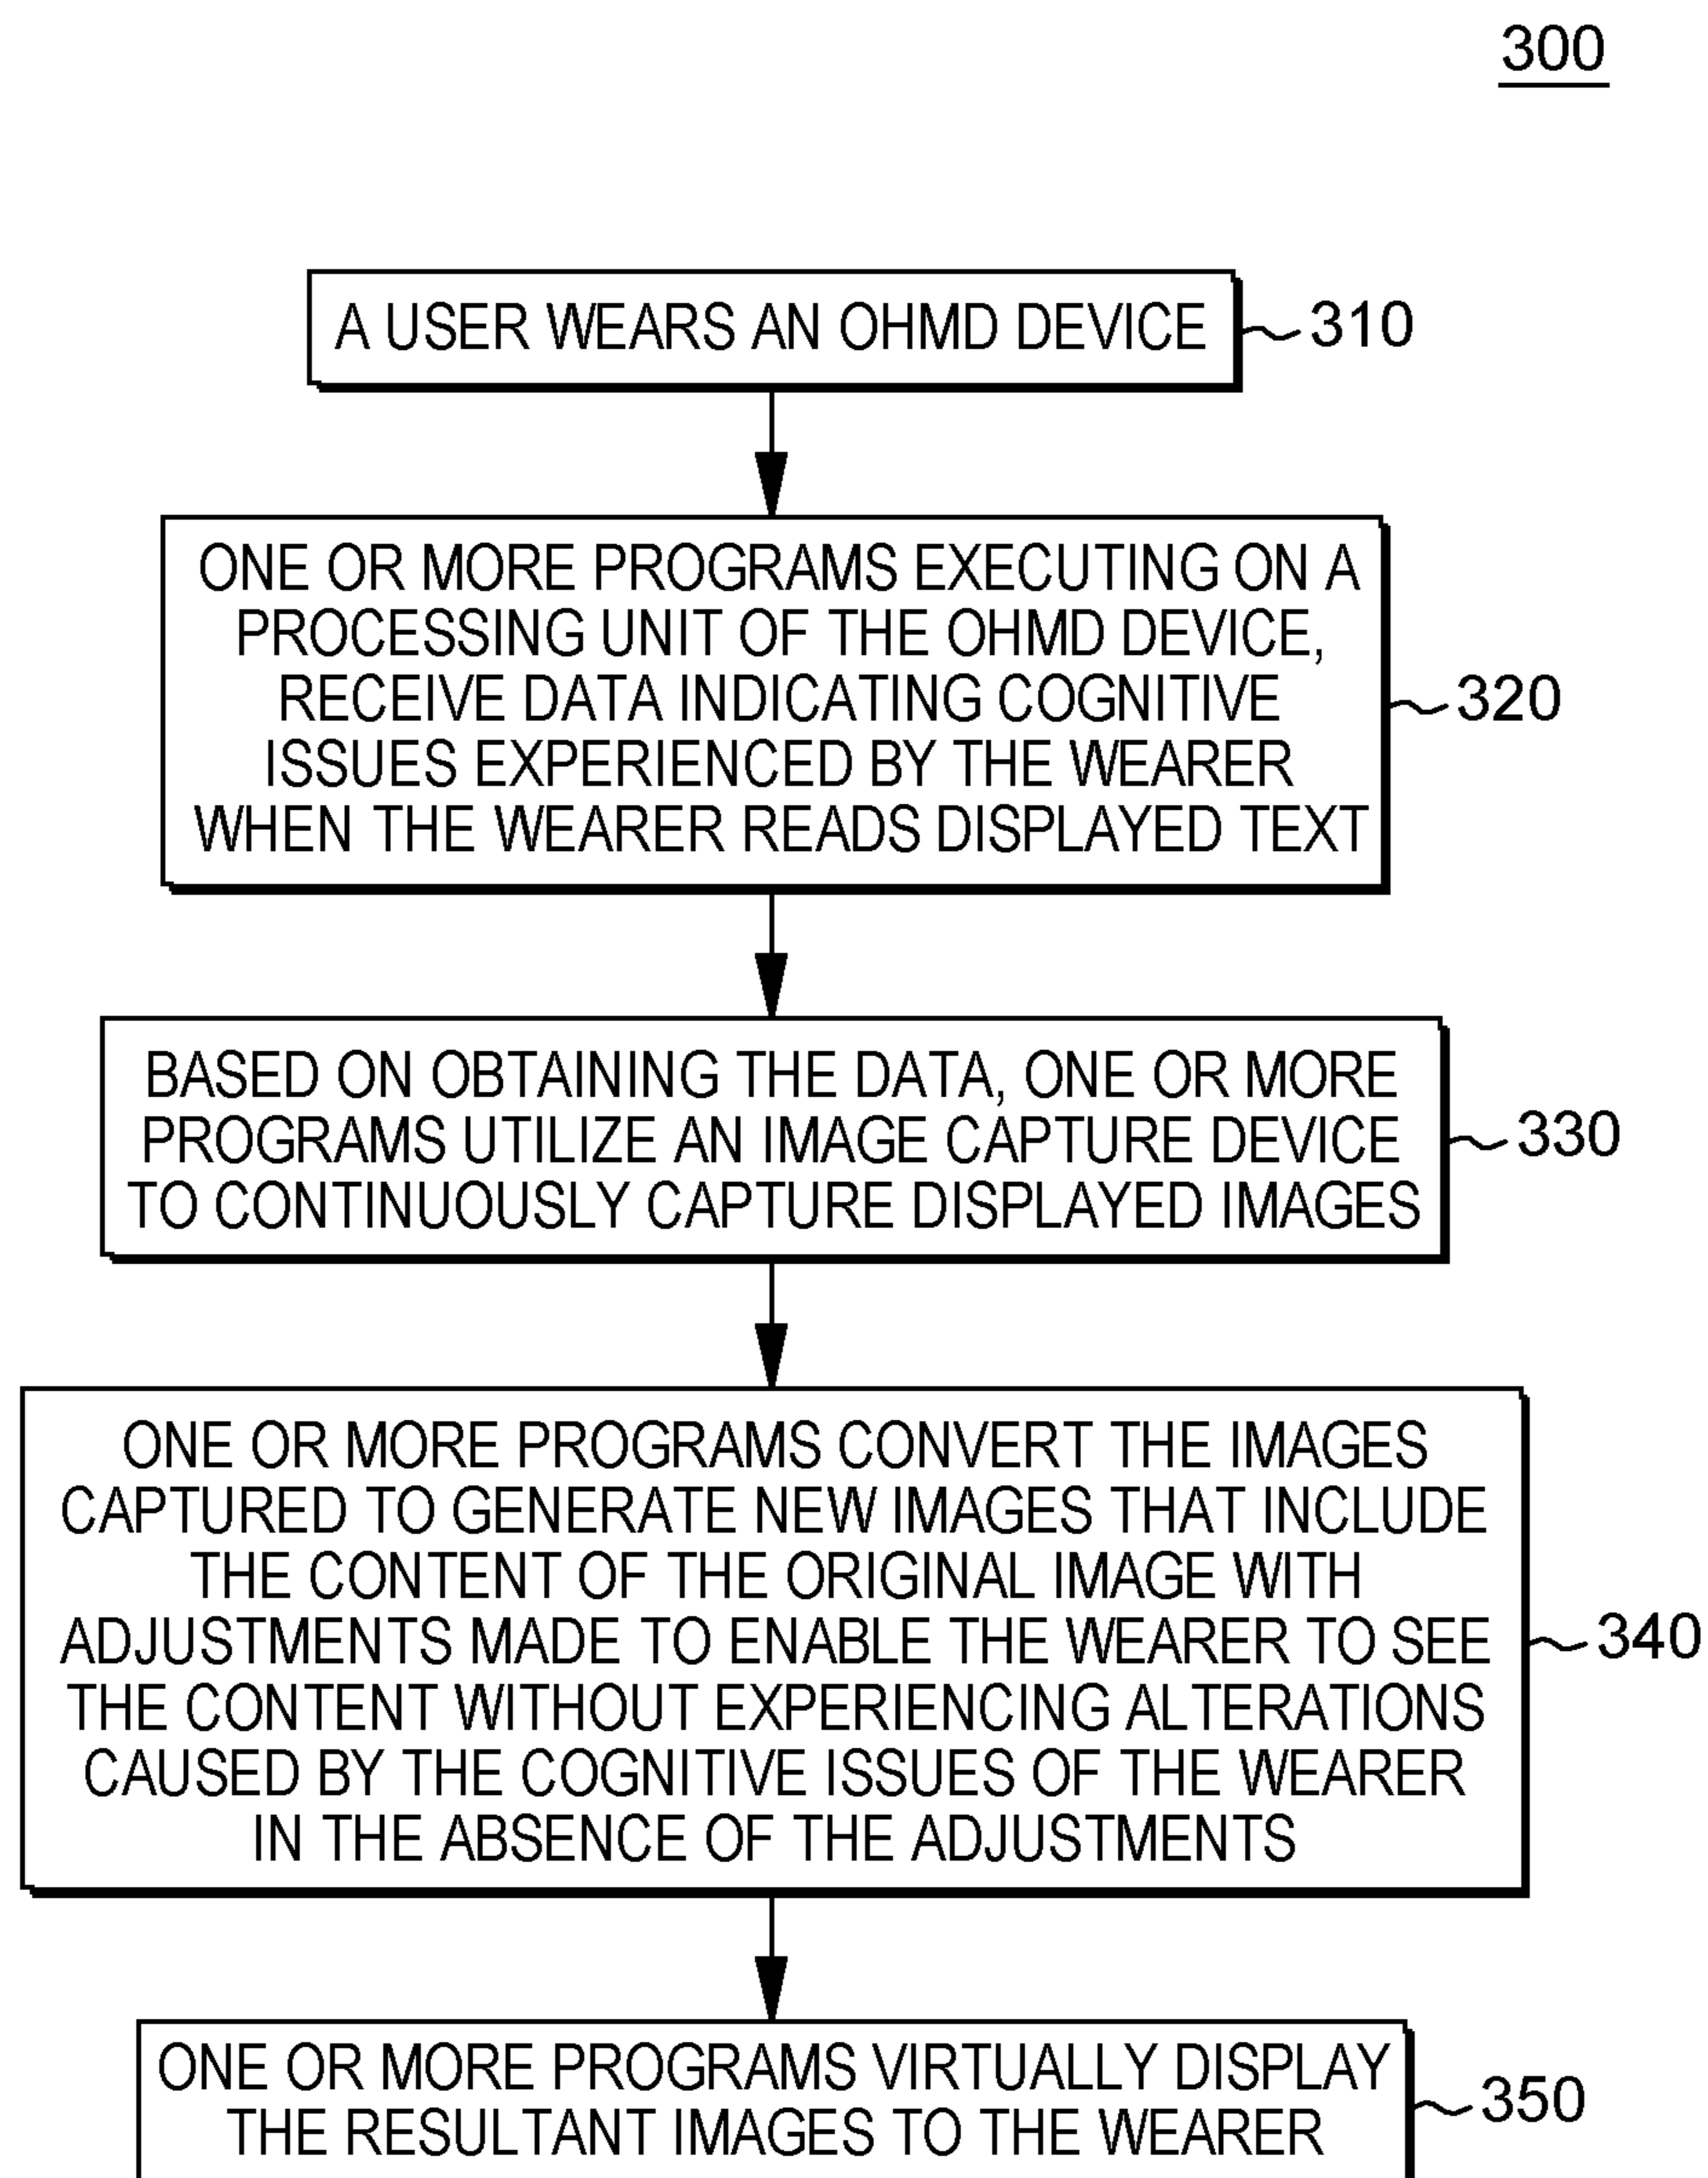 300
A USER WEARS AN OHMD DEVICE
310
ONE OR MORE PROGRAMS EXECUTING ON A
PROCESSING UNIT OF THE OHMD DEVICE,
RECEIVE DATA INDICATING COGNITIVE
ISSUES EXPERIENCED BY THE WEARER
WHEN THE WEARER READS DISPLAYED TEXT
320
BASED ON OBTAINING THE DATA, ONE OR MORE
PROGRAMS UTILIZE AN IMAGE CAPTURE DEVICE
TO CONTINUOUSLY CAPTURE DISPLAYED IMAGES
330
ONE OR MORE PROGRAMS CONVERT THE IMAGES
CAPTURED TO GENERATE NEW IMAGES THAT INCLUDE
THE CONTENT OF THE ORIGINAL IMAGE WITH
ADJUSTMENTS MADE TO ENABLE THE WEARER TO SEE
THE CONTENT WITHOUT EXPERIENCING ALTERATIONS
CAUSED BY THE COGNITIVE ISSUES OF THE WEARER
IN THE ABSENCE OF THE ADJUSTMENTS
340
ONE OR MORE PROGRAMS VIRTUALLY DISPLAY
THE RESULTANT IMAGES TO THE WEARER
350